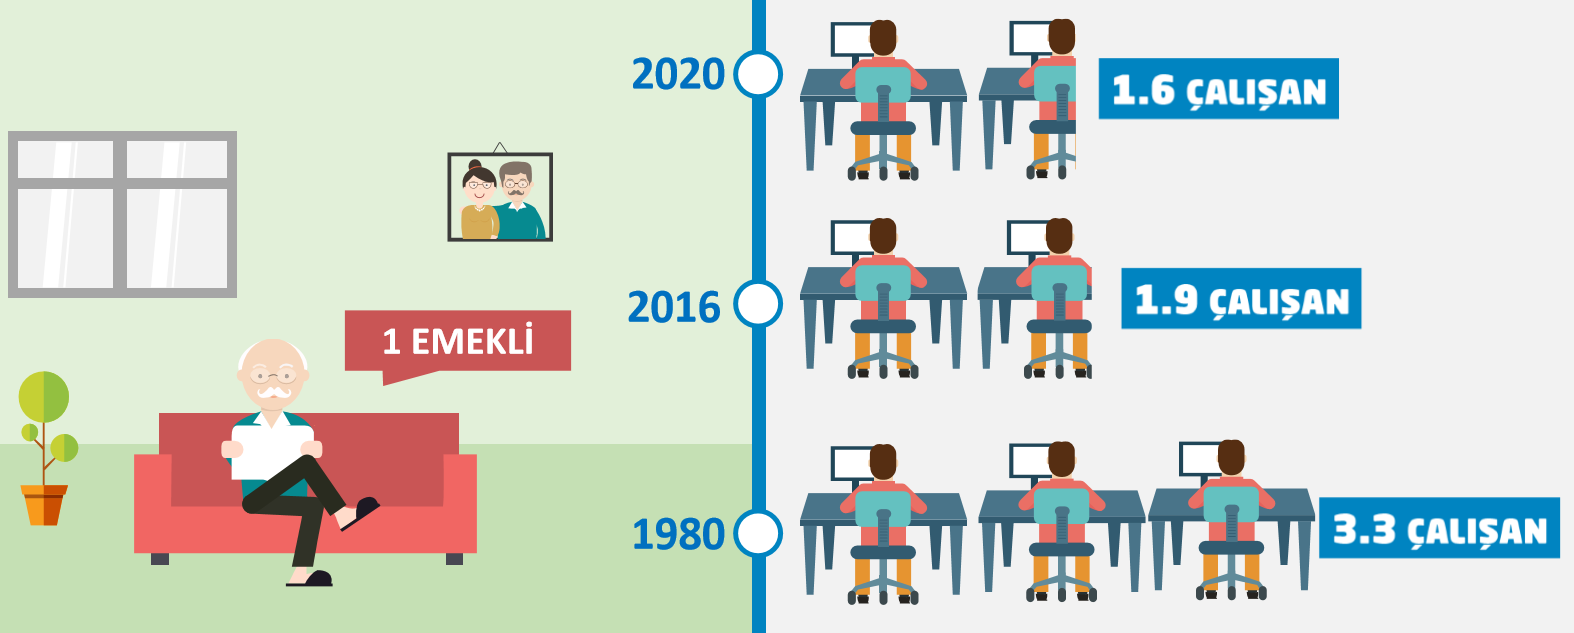 2020
1.6 ÇALIŞAN
1 EMEKLİ
2016
1.9 ÇALIŞAN
1980
3.3 ÇALIŞAN